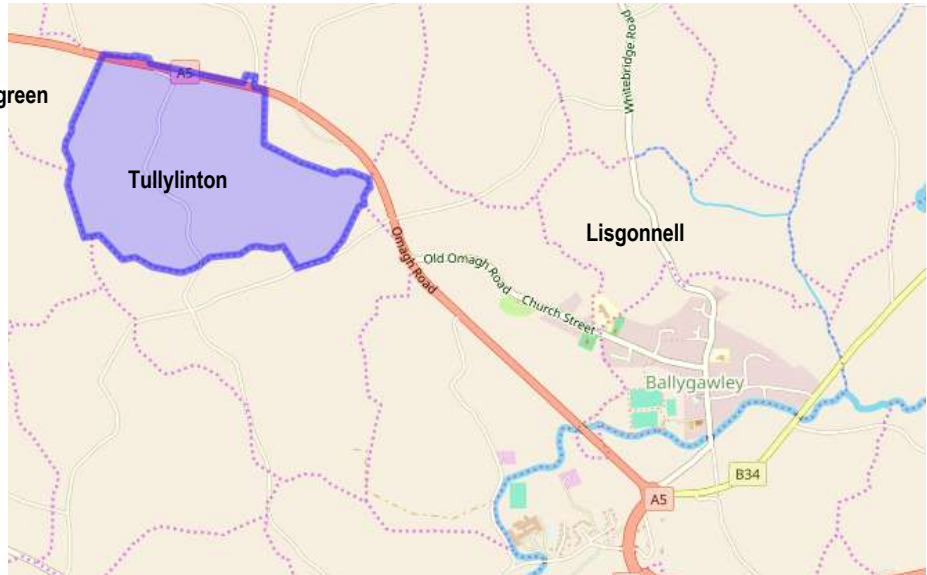 Whitebridge Road
A5
green
Tullylinton
Lisgonnell
Omagh Road
Old Omagh Road
Church Street
Ballygawley
B34
A5